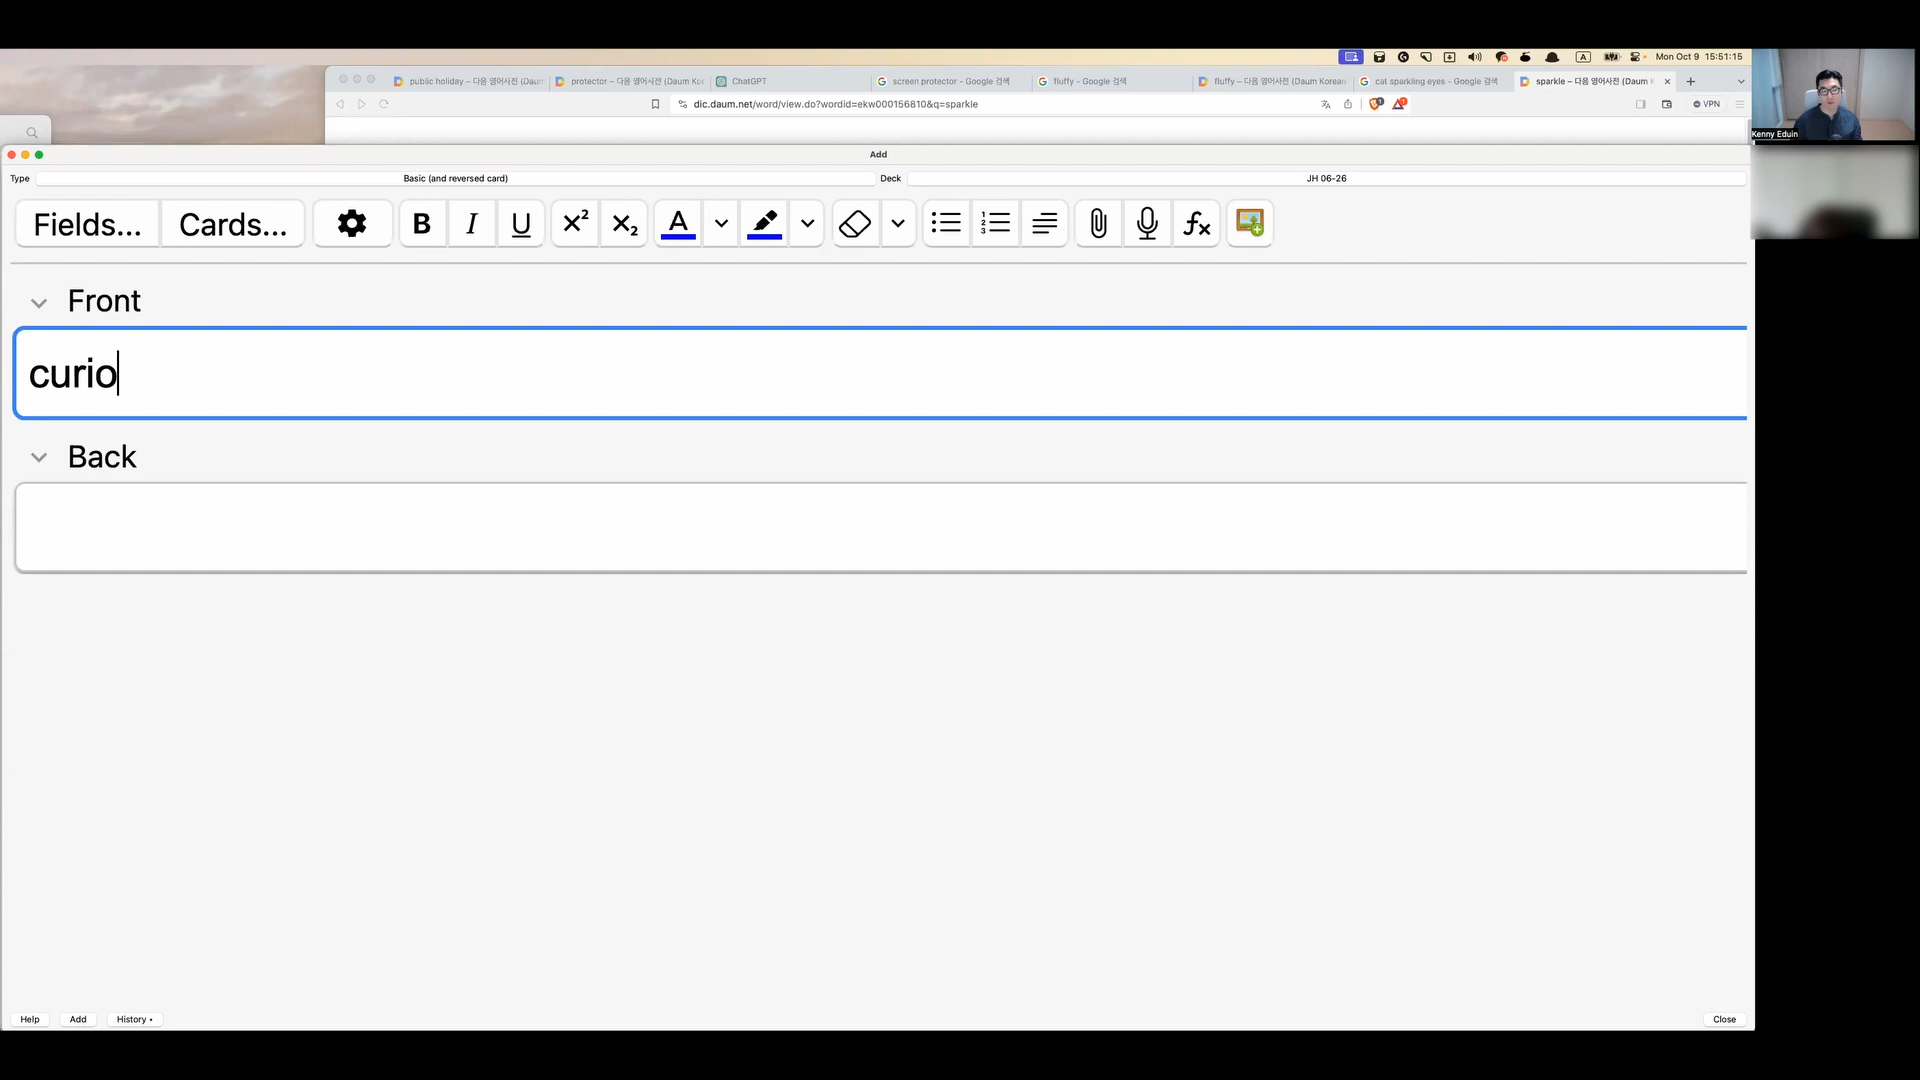 Mon Oct 9 15:51:15
public holiday – 다음 영어사전 (Daum
protector – 다음 영어사전 (Daum Kor
ChatGPT
screen protector - Google 검색
fluffy - Google 검색
fluffy – 다음 영어사전 (Daum Korean
cat sparkling eyes - Google 검색
sparkle – 다음 영어사전 (Daum K
dic.daum.net/word/view.do?wordid=ekw000156810&q=sparkle
VPN
Kenny Eduin
Add
Type
Basic (and reversed card)
Deck
JH 06-26
Fields...
Cards...
Front
curio
Back
Help
Add
History
Close